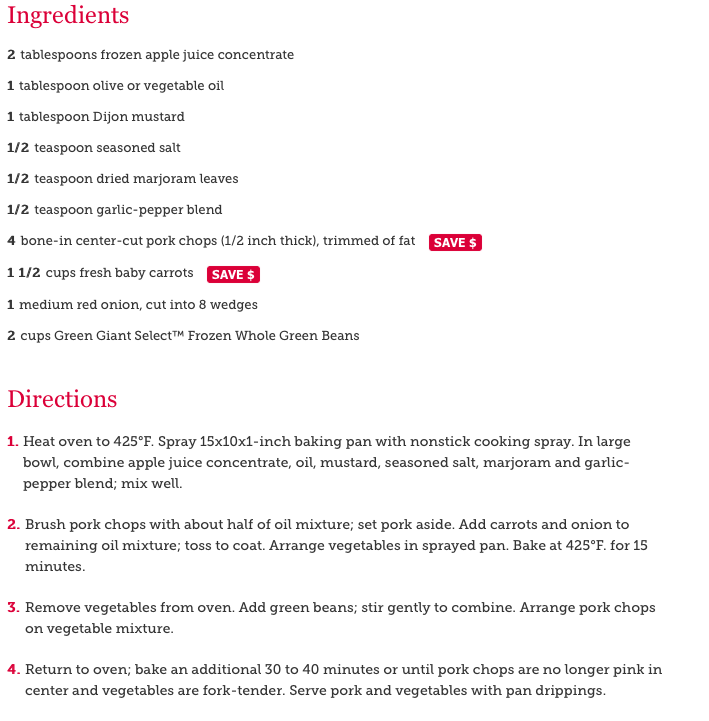 Ingredients
2 tablespoons frozen apple juice concentrate
1 tablespoon olive or vegetable oil
1 tablespoon Dijon mustard
1/2 teaspoon seasoned salt
1/2 teaspoon dried marjoram leaves
1/2 teaspoon garlic-pepper blend
4 bone-in center-cut pork chops (1/2 inch thick), trimmed of fat SAVE $
1 1/2 cups fresh baby carrots SAVE $
1 medium red onion, cut into 8 wedges
2 cups Green Giant Select™ Frozen Whole Green Beans
Directions
1. Heat oven to 425°F. Spray 15x10x1-inch baking pan with nonstick cooking spray. In large
bowl, combine apple juice concentrate, oil, mustard, seasoned salt, marjoram and garlic-
pepper blend; mix well.
2. Brush pork chops with about half of oil mixture; set pork aside. Add carrots and onion to
remaining oil mixture; toss to coat. Arrange vegetables in sprayed pan. Bake at 425°F. for 15
minutes.
3. Remove vegetables from oven. Add green beans; stir gently to combine. Arrange pork chops
on vegetable mixture.
4. Return to oven; bake an additional 30 to 40 minutes or until pork chops are no longer pink in
center and vegetables are fork-tender. Serve pork and vegetables with pan drippings.